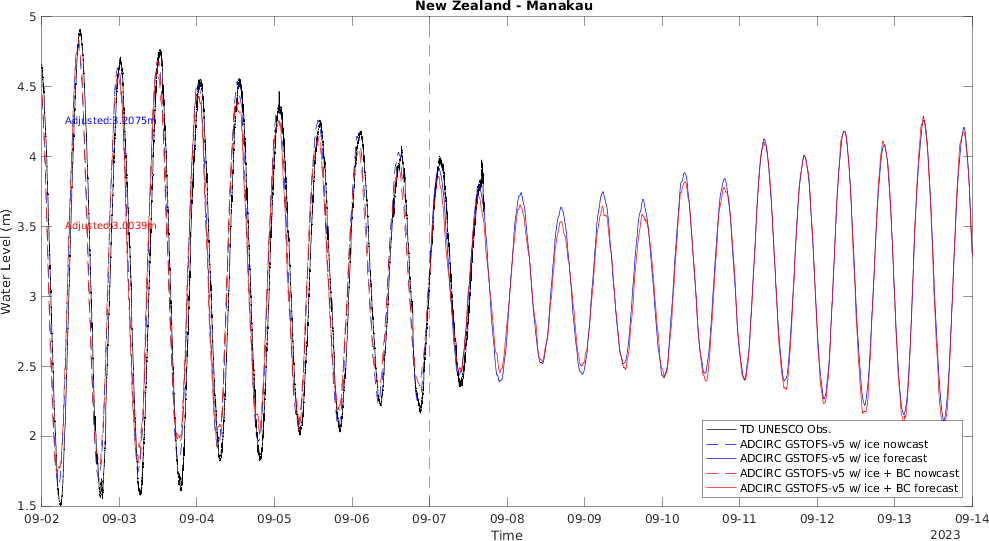 New Zealand - Manakau
5
4.5
4
3.5
3
2.5
2
1.5
Water Level (m)
Adjusted:3.2075m
Adjusted:3.0039m
TD UNESCO Obs.
ADCIRC GSTOFS-v5 w/ ice nowcast
ADCIRC GSTOFS-v5 w/ ice forecast
ADCIRC GSTOFS-v5 w/ ice + BC nowcast
ADCIRC GSTOFS-v5 w/ ice + BC forecast
09-02 09-03 09-04 09-05 09-06 09-07 09-08 09-09 09-10 09-11 09-12 09-13 09-14
Time
2023